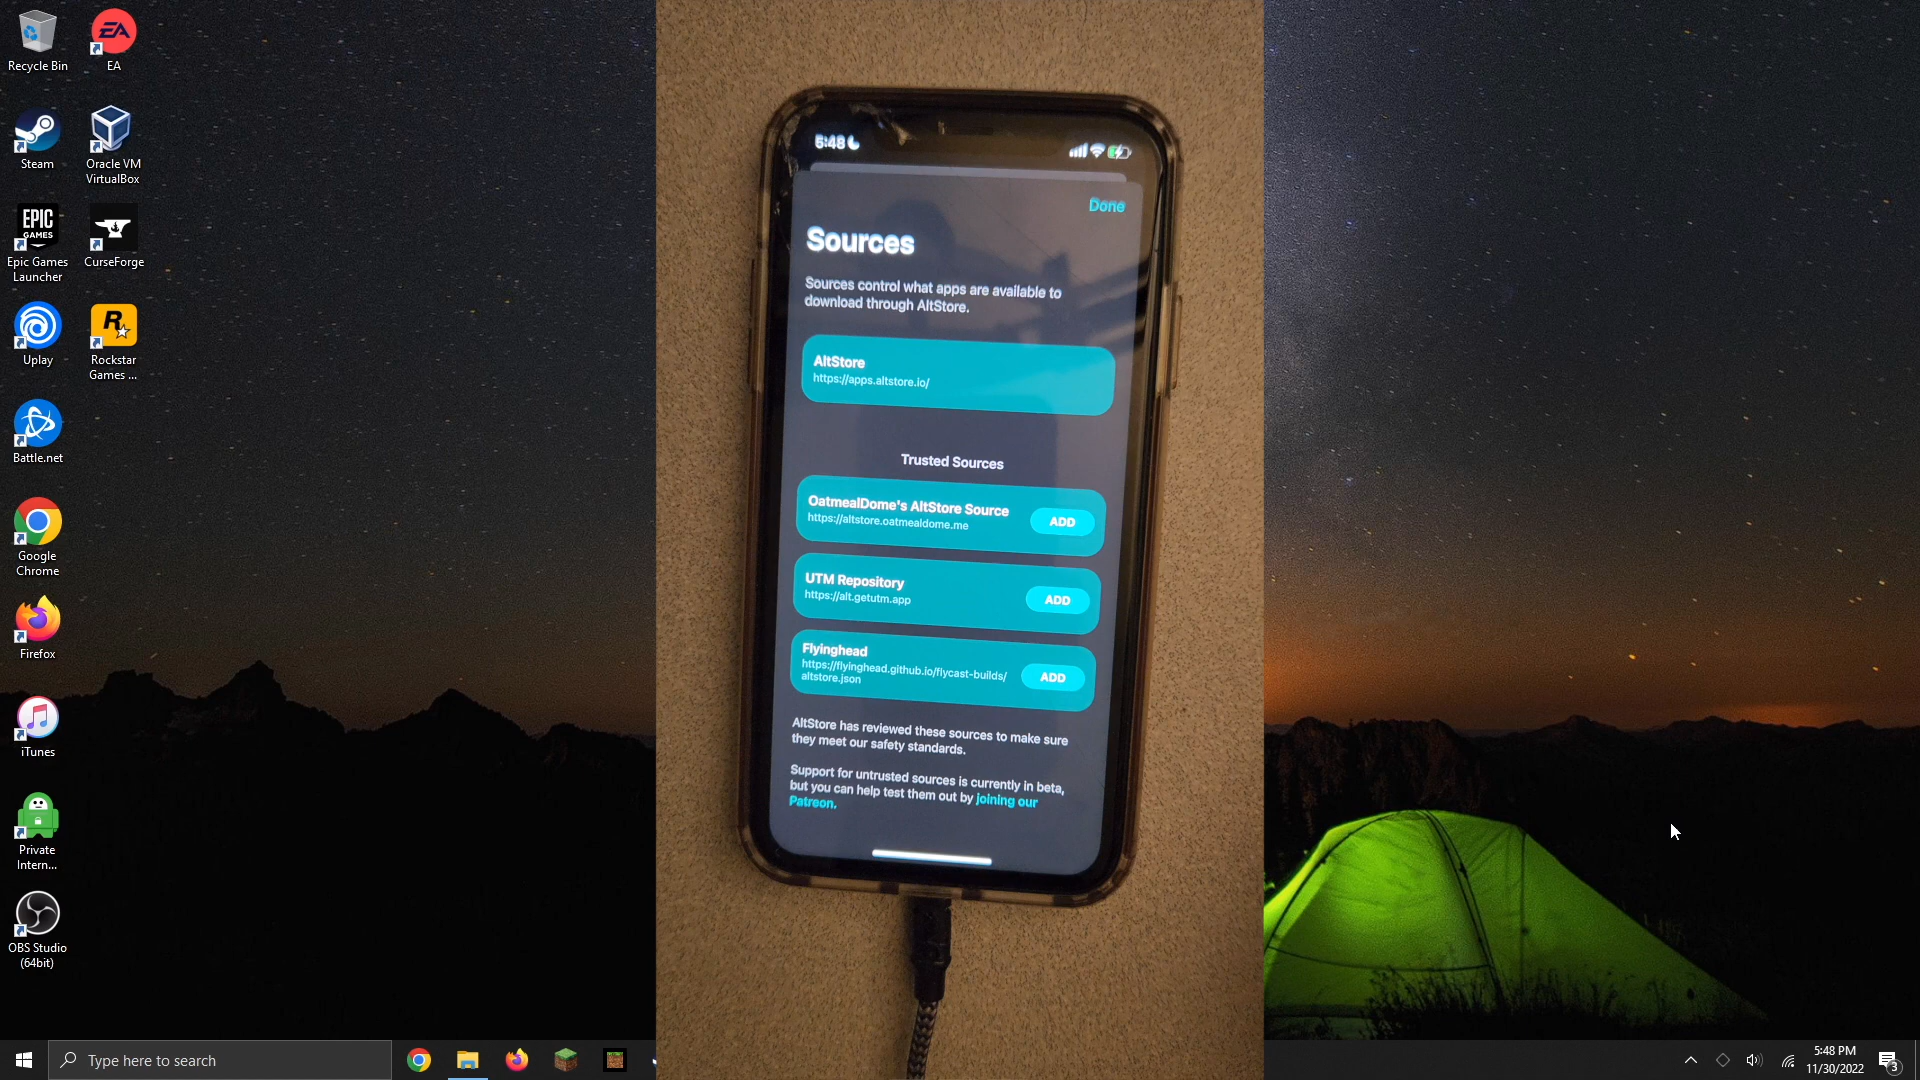 Recycle Bin
EA
EA
Steam
Oracle VM
VirtualBox
EPIC
GAMES
Epic Games
Launcher
CurseForge
Uplay
R
Rockstar
Games ...
Battle.net
Google
Chrome
Firefox
iTunes
Private
Intern...
OBS Studio
(64bit)
5:48
Done
Sources
Sources control what apps are available to
download through AltStore.
AltStore
https://apps.altstore.io/
Trusted Sources
OatmealDome's AltStore Source
https://altstore.oatmealdome.me
ADD
UTM Repository
https://alt.getutm.app
ADD
Flyinghead
https://flyinghead.github.io/flycast-builds/
altstore.json
ADD
AltStore has reviewed these sources to make sure
they meet our safety standards.
Support for untrusted sources is currently in beta,
but you can help test them out by joining our
Patreon.
Type here to search
5:48 PM
11/30/2022
3